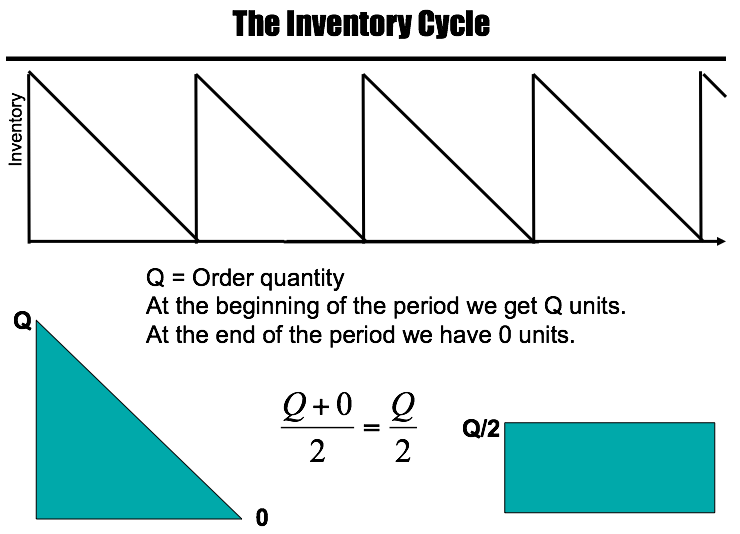 The Inventory Cycle
Inventory
Q = Order quantity
At the beginning of the period we get Q units.
At the end of the period we have 0 units.
Q
0
Q + 0 / 2 = Q / 2
Q/2